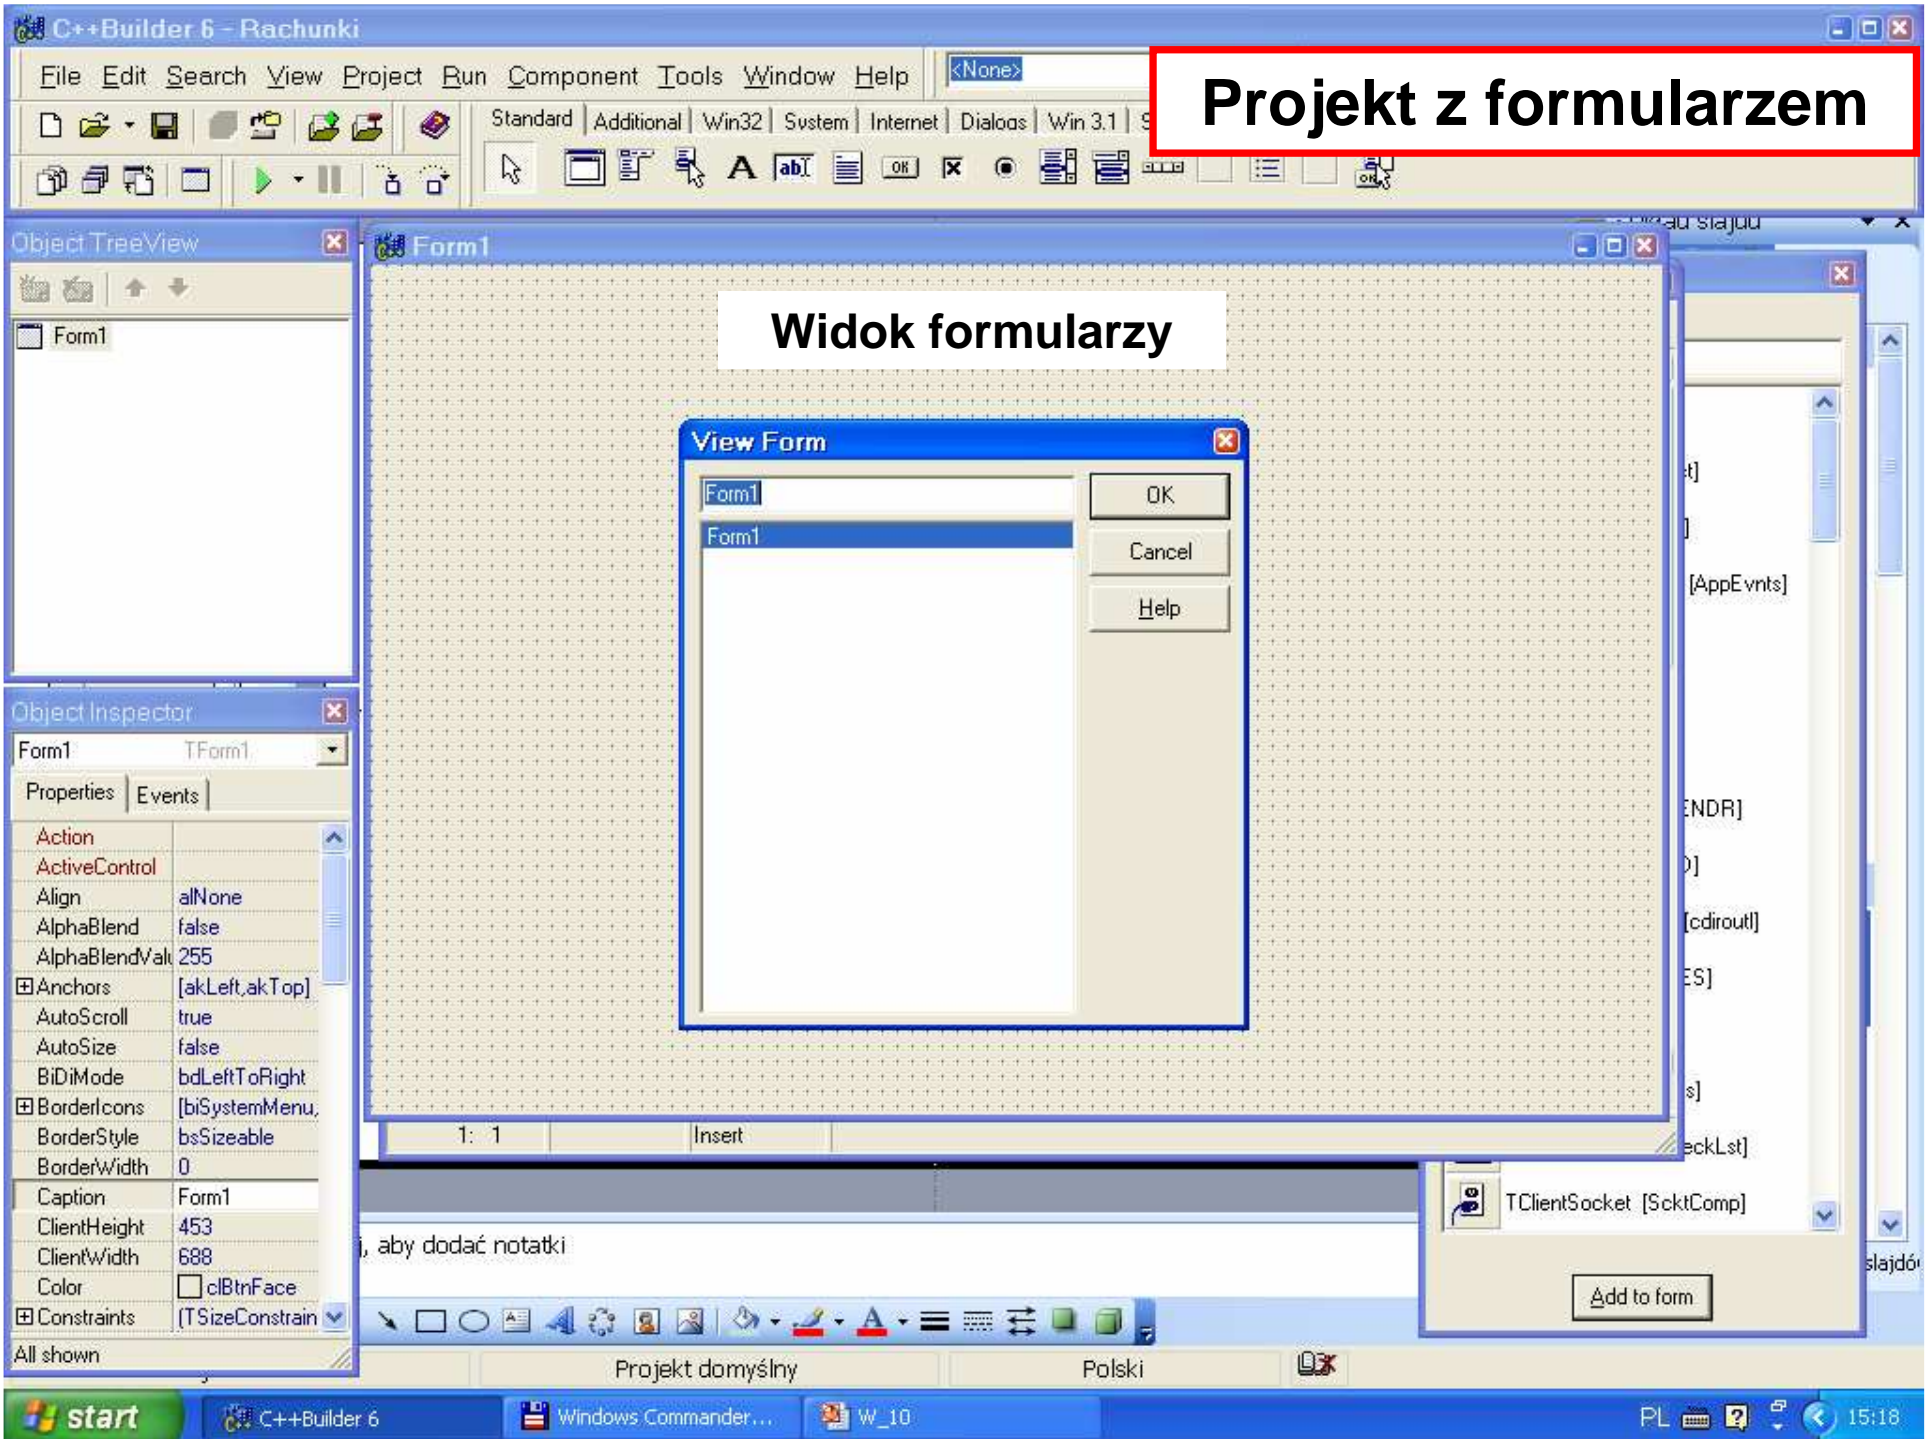 C++Builder 6 - Rachunki
File Edit Search View Project Run Component Tools Window Help
<None>
Projekt z formularzem
Standard Additional Win32 System Internet Dialogs Win 3.1
Object TreeView
Form1
Form1
Widok formularzy
View Form
Form1
Form1
OK
Cancel
Help
Object Inspector
Form1 TForm1
Properties Events
Action
ActiveControl
Align alNone
AlphaBlend false
AlphaBlendValu 255
Anchors [akLeft,akTop]
AutoScroll true
AutoSize false
BiDiMode bdLeftToRight
BorderIcons [biSystemMenu,
BorderStyle bsSizeable
BorderWidth 0
Caption Form1
ClientHeight 453
ClientWidth 688
Color clBtnFace
Constraints (TSizeConstrain
All shown
1: 1 Insert
[AppEvnts]
ENDR]
[cdiroutl]
ES]
s]
eckLst]
TClientSocket [ScktComp]
Add to form
, aby dodać notatki
Projekt domyślny Polski
start C++Builder 6 Windows Commander... W_10 PL 15:18